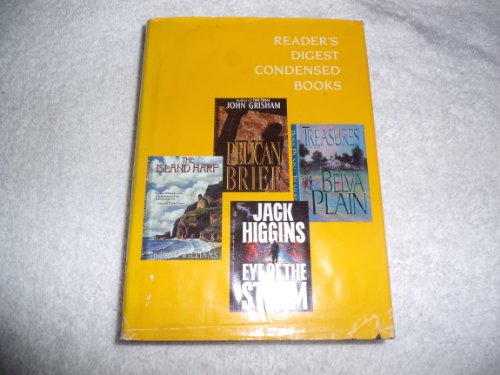 READER'S
DIGEST
CONDENSED
BOOKS
JOHN GRISHAM
THE
PELICAN
BRIEF
TREASURES
BELVA
PLAIN
THE
ISLAND HARP
WILLIAMS
JACK
HIGGINS
EYE OF THE
STORM